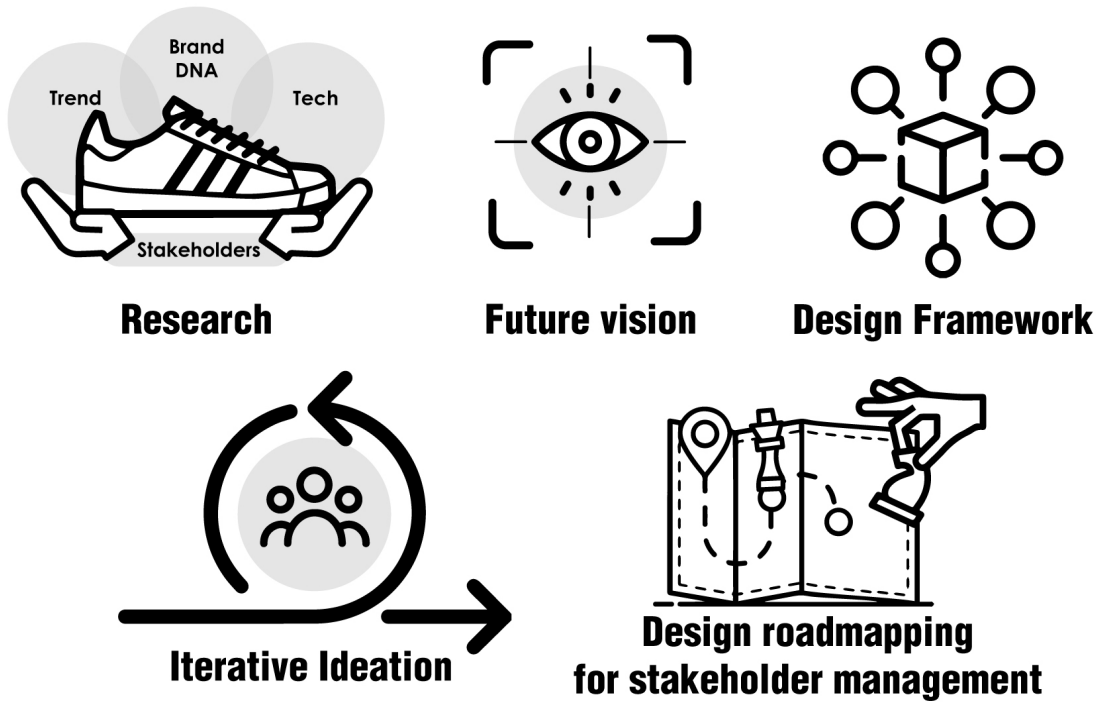 Brand
DNA
Trend
Tech
Stakeholders
Research
Future vision
Design Framework
Iterative Ideation
Design roadmapping
for stakeholder management